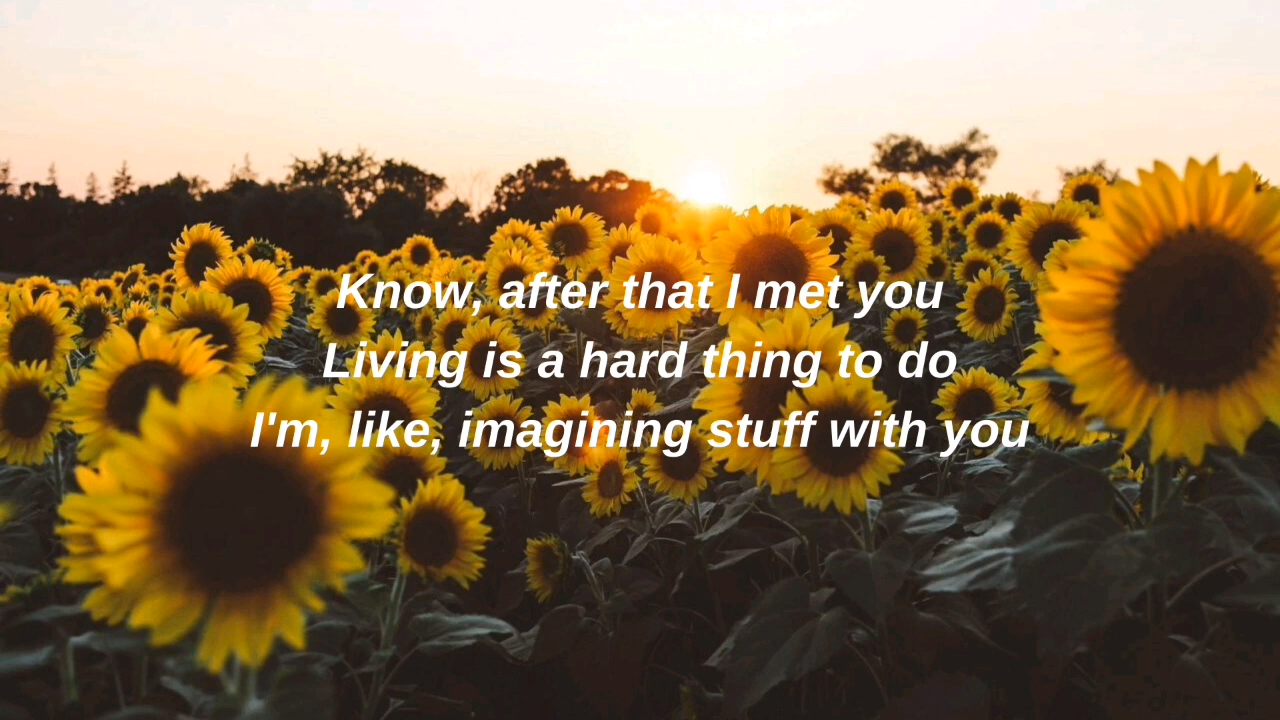 Know, after that I met you
Living is a hard thing to do
I'm, like, imagining stuff with you